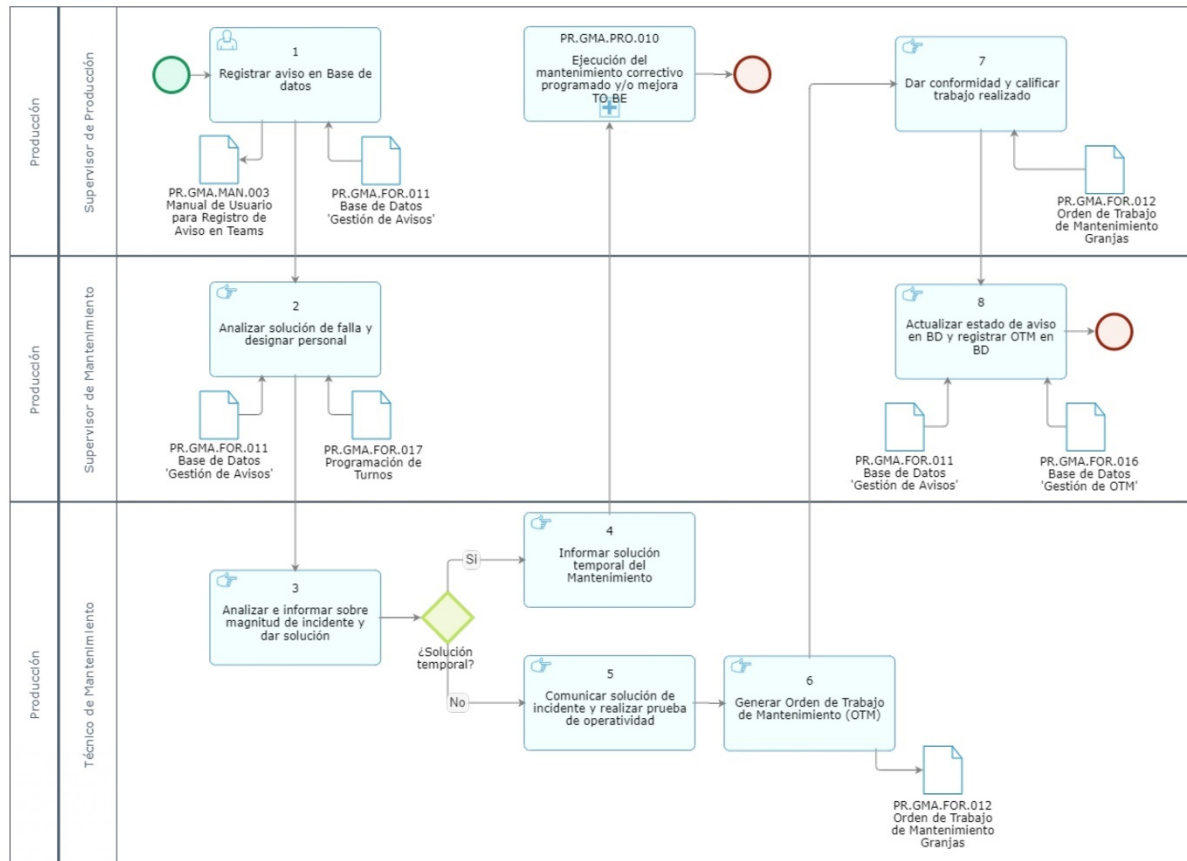 Producción
Supervisor de Producción
1
Registrar aviso en Base de
datos
PR.GMA.MAN.003
Manual de Usuario
para Registro de
Aviso en Teams
PR.GMA.FOR.011
Base de Datos
'Gestión de Avisos'
PR.GMA.PRO.010
Ejecución del
mantenimiento correctivo
programado y/o mejora
TO BE
7
Dar conformidad y calificar
trabajo realizado
PR.GMA.FOR.012
Orden de Trabajo
de Mantenimiento
Granjas
Producción
Supervisor de Mantenimiento
2
Analizar solución de falla y
designar personal
PR.GMA.FOR.011
Base de Datos
'Gestión de Avisos'
PR.GMA.FOR.017
Programación de
Turnos
8
Actualizar estado de aviso
en BD y registrar OTM en
BD
PR.GMA.FOR.011
Base de Datos
'Gestión de Avisos'
PR.GMA.FOR.016
Base de Datos
'Gestión de OTM'
Producción
Técnico de Mantenimiento
3
Analizar e informar sobre
magnitud de incidente y
dar solución
¿Solución
temporal?
Si
4
Informar solución
temporal del
Mantenimiento
No
5
Comunicar solución de
incidente y realizar prueba
de operatividad
6
Generar Orden de Trabajo
de Mantenimiento (OTM)
PR.GMA.FOR.012
Orden de Trabajo
de Mantenimiento
Granjas